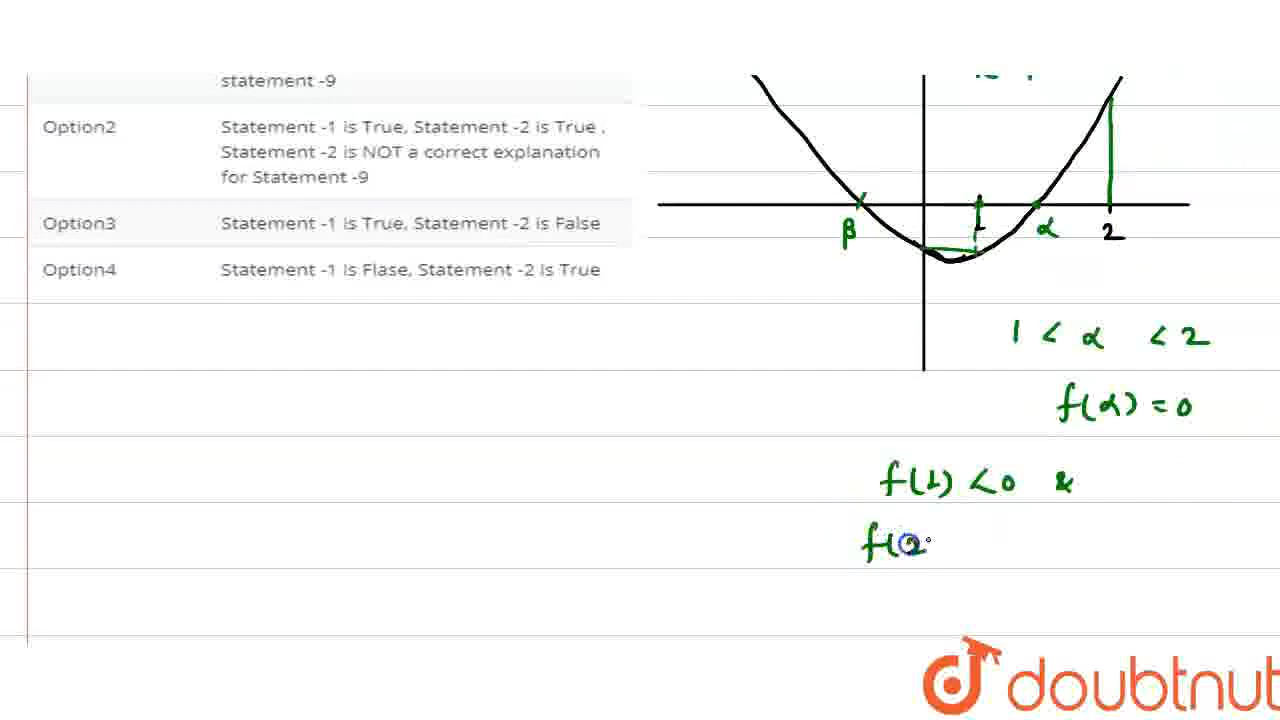 statement -9
Option2 Statement -1 is True, Statement -2 is True ,
Statement -2 is NOT a correct explanation
for Statement -9
Option3 Statement -1 is True, Statement -2 is False
Option4 Statement -1 is Flase, Statement -2 is True
β 1 α 2
1 < α < 2
f(α) = 0
f(1) < 0 &
f(2
doubtnut